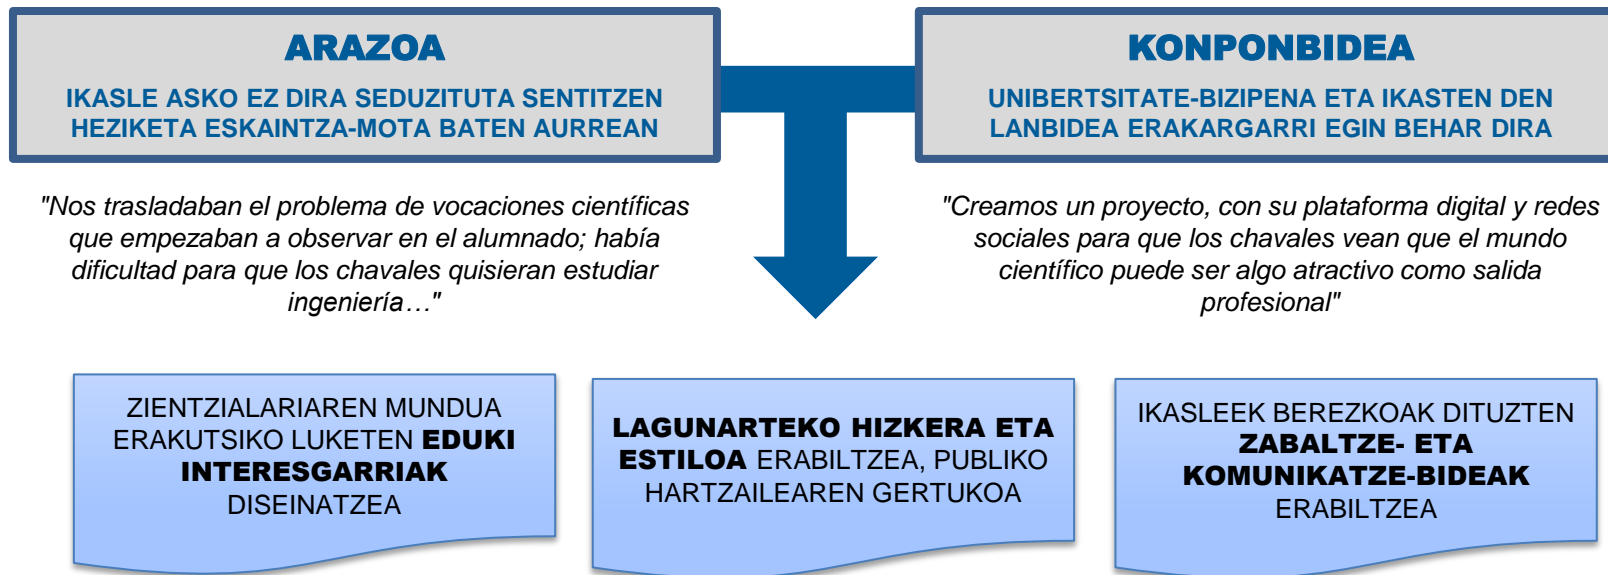 ARAZOA
IKASLE ASKO EZ DIRA SEDUZITUTA SENTITZEN
HEZIKETA ESKAINTZA-MOTA BATEN AURREAN
KONPONBIDEA
UNIBERTSITATE-BIZIPENA ETA IKASTEN DEN
LANBIDEA ERAKARGARRI EGIN BEHAR DIRA
"Nos trasladaban el problema de vocaciones científicas
que empezaban a observar en el alumnado; había
dificultad para que los chavales quisieran estudiar
ingeniería…"
"Creamos un proyecto, con su plataforma digital y redes
sociales para que los chavales vean que el mundo
científico puede ser algo atractivo como salida
profesional"
ZIENTZIALARIAREN MUNDUA
ERAKUTSIKO LUKETEN EDUKI
INTERESGARRIAK
DISEINATZEA
LAGUNARTEKO HIZKERA ETA
ESTILOA ERABILTZEA, PUBLIKO
HARTZAILEAREN GERTUKOA
IKASLEEK BEREZKOAK DITUZTEN
ZABALTZE- ETA
KOMUNIKATZE-BIDEAK
ERABILTZEA